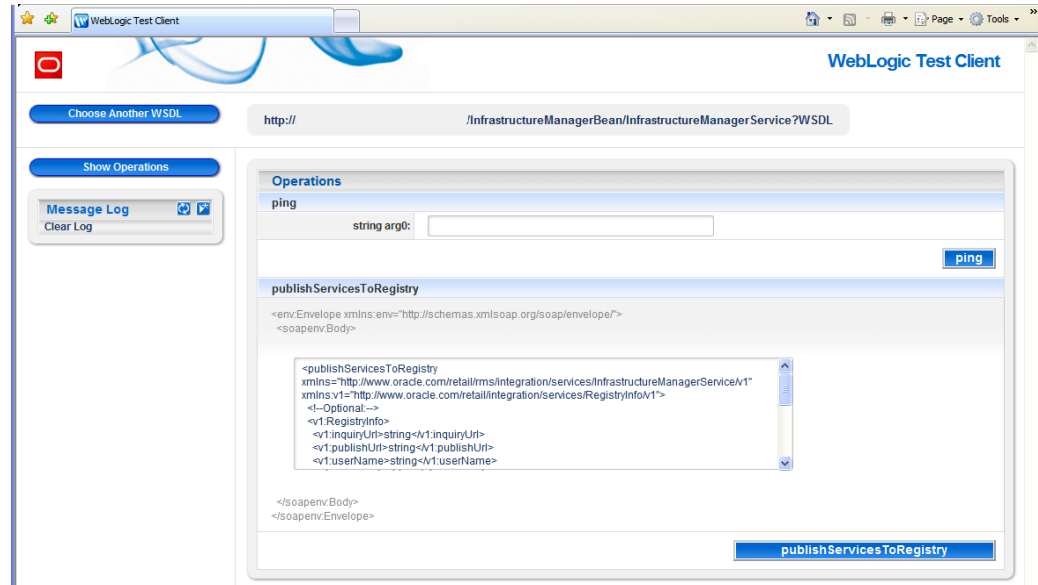 WebLogic Test Client
Page
Tools
»
WebLogic Test Client
Choose Another WSDL
http:// /InfrastructureManagerBean/InfrastructureManagerService?WSDL
Show Operations
Message Log
Clear Log
Operations
ping
string arg0:
ping
publishServicesToRegistry
<env:Envelope xmlns:env="http://schemas.xmlsoap.org/soap/envelope/">
<soapenv:Body>
<publishServicesToRegistry
xmlns="http://www.oracle.com/retail/rms/integration/services/InfrastructureManagerService/v1"
xmlns:v1="http://www.oracle.com/retail/integration/services/RegistryInfo/v1">
<!--Optional:-->
<v1:RegistryInfo>
<v1:inquiryUrl>string</v1:inquiryUrl>
<v1:publishUrl>string</v1:publishUrl>
<v1:userName>string</v1:userName>
</soapenv:Body>
</soapenv:Envelope>
publishServicesToRegistry